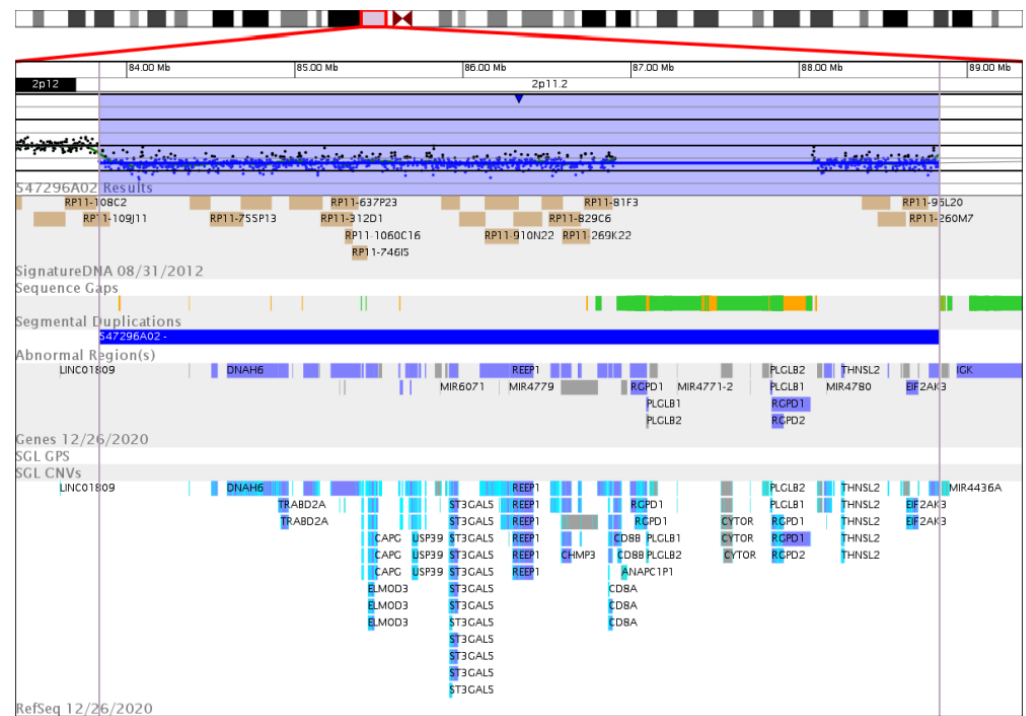 84.00 Mb 85.00 Mb 86.00 Mb 87.00 Mb 88.00 Mb 89.00 Mb
2p12 2p11.2
547296A02 Results
RP11-108C2 RP11-637P23 RP11-81F3 RP11-95L20
RP11-109J11 RP11-755P13 RP11-312D1 RP11-829C6 RP11-260M7
RP11-1060C16 RP11-910N22 RP11-269K22
RP11-746I5
SignatureDNA 08/31/2012
Sequence Gaps
Segmental Duplications
547296A02 -
Abnormal Region(s)
LINC01809 DNAH6 REEP1 PLGLB2 THNSL2 IGK
MIR6071 MIR4779 RGPD1 MIR4771-2 PLGLB1 MIR4780 EIF2AK3
PLGLB1 RGPD1
PLGLB2 RGPD2
Genes 12/26/2020
SGL GPS
SGL CNVs
LINC01809 DNAH6 REEP1 PLGLB2 THNSL2 MIR4436A
TRABD2A ST3GAL5 REEP1 RGPD1 PLGLB1 THNSL2 EIF2AK3
TRABD2A ST3GAL5 REEP1 RGPD1 CYTOR RGPD1 THNSL2 EIF2AK3
CAPG USP39 ST3GAL5 REEP1 CD8B PLGLB1 CYTOR RGPD1 THNSL2
CAPG USP39 ST3GAL5 REEP1 CHMP3 CD8B PLGLB2 CYTOR RGPD2 THNSL2
CAPG USP39 ST3GAL5 REEP1 ANAPC1P1
ELMOD3 ST3GAL5 CD8A
ELMOD3 ST3GAL5 CD8A
ELMOD3 ST3GAL5 CD8A
ST3GAL5
ST3GAL5
ST3GAL5
ST3GAL5
RefSeq 12/26/2020